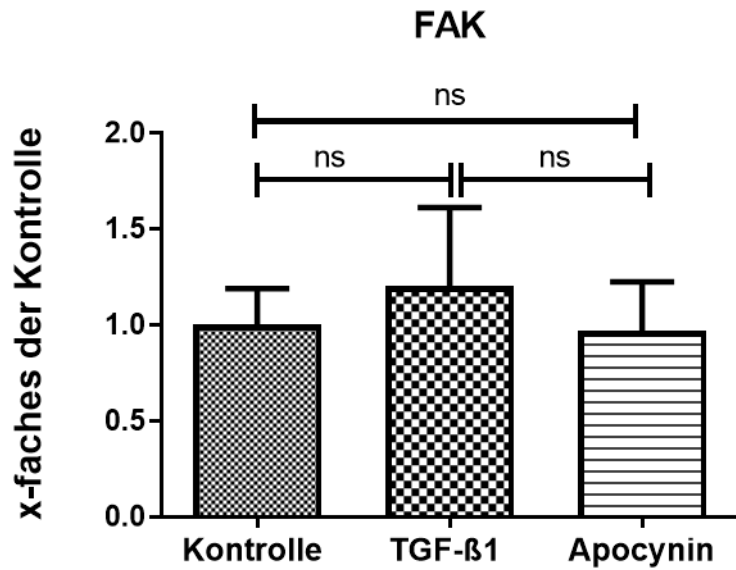 FAK
ns
ns ns
x-faches der Kontrolle
2.0
1.5
1.0
0.5
0.0
Kontrolle TGF-ß1 Apocynin